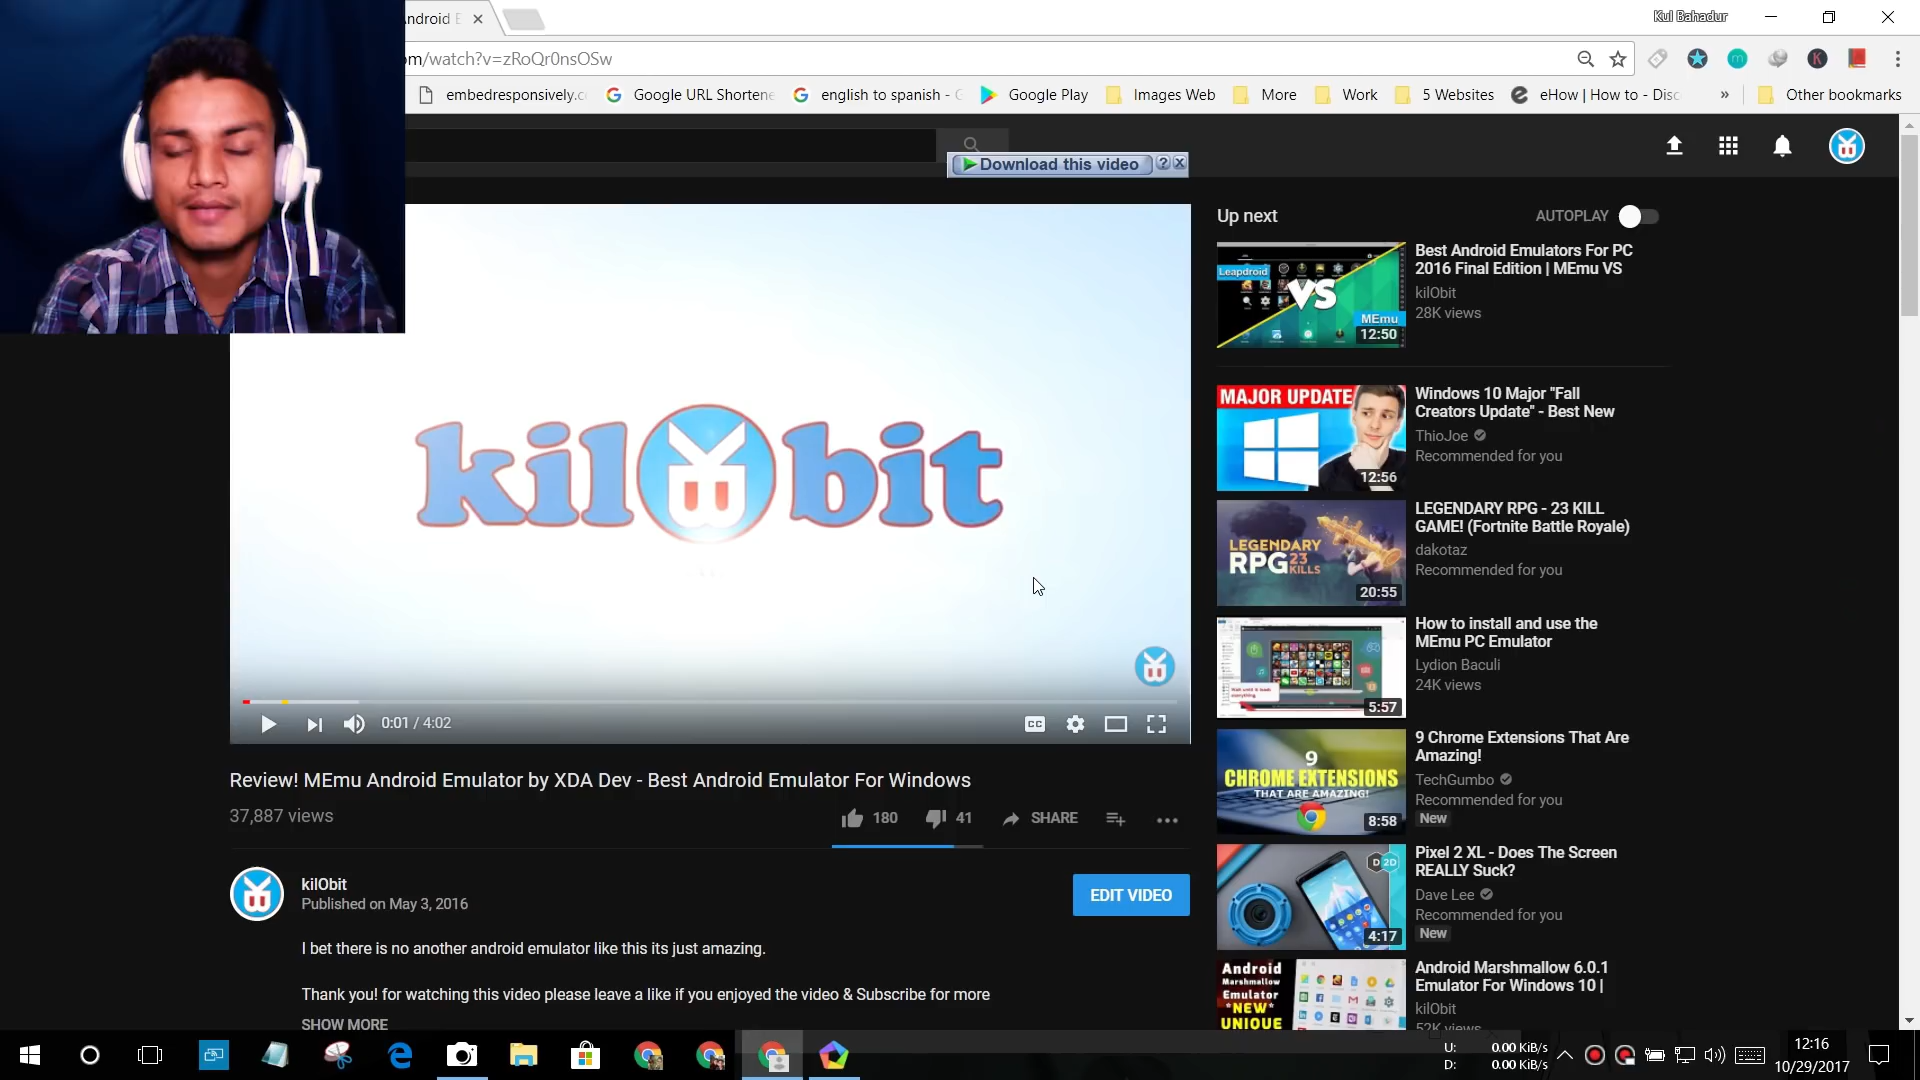 ndroid E
Kul Bahadur
om/watch?v=zRoQr0nsOSw
embedresponsively.c
Google URL Shortene
english to spanish - G
Google Play
Images Web
More
Work
5 Websites
eHow | How to - Disc
»
Other bookmarks
Download this video
Up next
AUTOPLAY
kil bit
0:01 / 4:02
CC
Review! MEmu Android Emulator by XDA Dev - Best Android Emulator For Windows
37,887 views
180
41
SHARE
kilObit
Published on May 3, 2016
EDIT VIDEO
I bet there is no another android emulator like this its just amazing.
Thank you! for watching this video please leave a like if you enjoyed the video & Subscribe for more
SHOW MORE
Leapdroid
VS
MEmu
12:50
Best Android Emulators For PC
2016 Final Edition | MEmu VS
kilObit
28K views
MAJOR UPDATE
12:56
Windows 10 Major "Fall
Creators Update" - Best New
ThioJoe
Recommended for you
LEGENDARY
RPG 23
KILLS
20:55
LEGENDARY RPG - 23 KILL
GAME! (Fortnite Battle Royale)
dakotaz
Recommended for you
5:57
How to install and use the
MEmu PC Emulator
Lydion Baculi
24K views
9
CHROME EXTENSIONS
THAT ARE AMAZING!
8:58
9 Chrome Extensions That Are
Amazing!
TechGumbo
Recommended for you
New
D2D
4:17
Pixel 2 XL - Does The Screen
REALLY Suck?
Dave Lee
Recommended for you
New
Android
Marshmallow
Emulator
*NEW*
UNIQUE
Android Marshmallow 6.0.1
Emulator For Windows 10 |
kilObit
52K views
U: 0.00 KiB/s
D: 0.00 KiB/s
12:16
10/29/2017